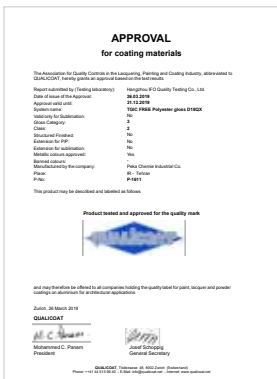 APPROVAL
for coating materials
The Association for Quality Controls in the Lacquering, Painting and Coating Industry, abbreviated to
QUALICOAT, hereby grants an approval based on the test results
Report submitted by (Testing laboratory): Hangzhou IFO Quality Testing Co., Ltd.
Date of issue of the Approval: 26.03.2019
Approval valid until: 31.12.2019
System name: TGIC FREE Polyester gloss D19QX
Valid only for Sublimation: No
Gloss Category: 3
Class: 2
Structured Finished: No
Extension for PIP: No
Extension for sublimation: No
Metallic colours approved: Yes
Banned colours: -
Manufactured by the company: Peka Chemie Industrial Co.
Place: IR - Tehran
P-No: P-1611
This product may be described and labelled as follows
Product tested and approved for the quality mark
QUALICOAT
and may therefore be offered to all companies holding the quality label for paint, lacquer and powder
coatings on aluminium for architectural applications
Zurich, 26 March 2019
QUALICOAT
Mohammed C. Panam Josef Schoppig
President General Secretary
QUALICOAT